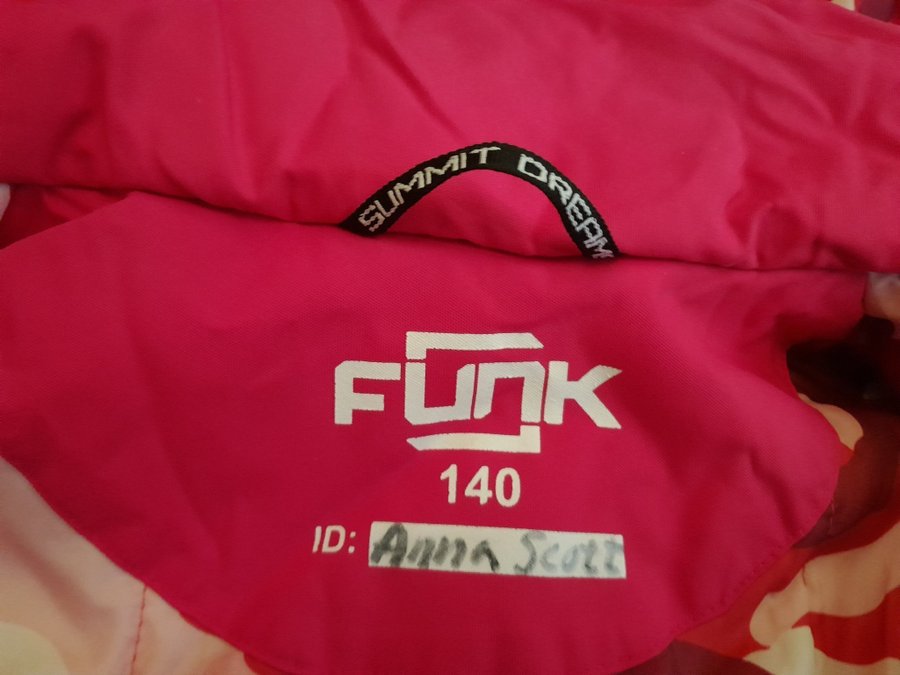 SUMMIT DREAM
FUNK
140
ID: Anna Scott